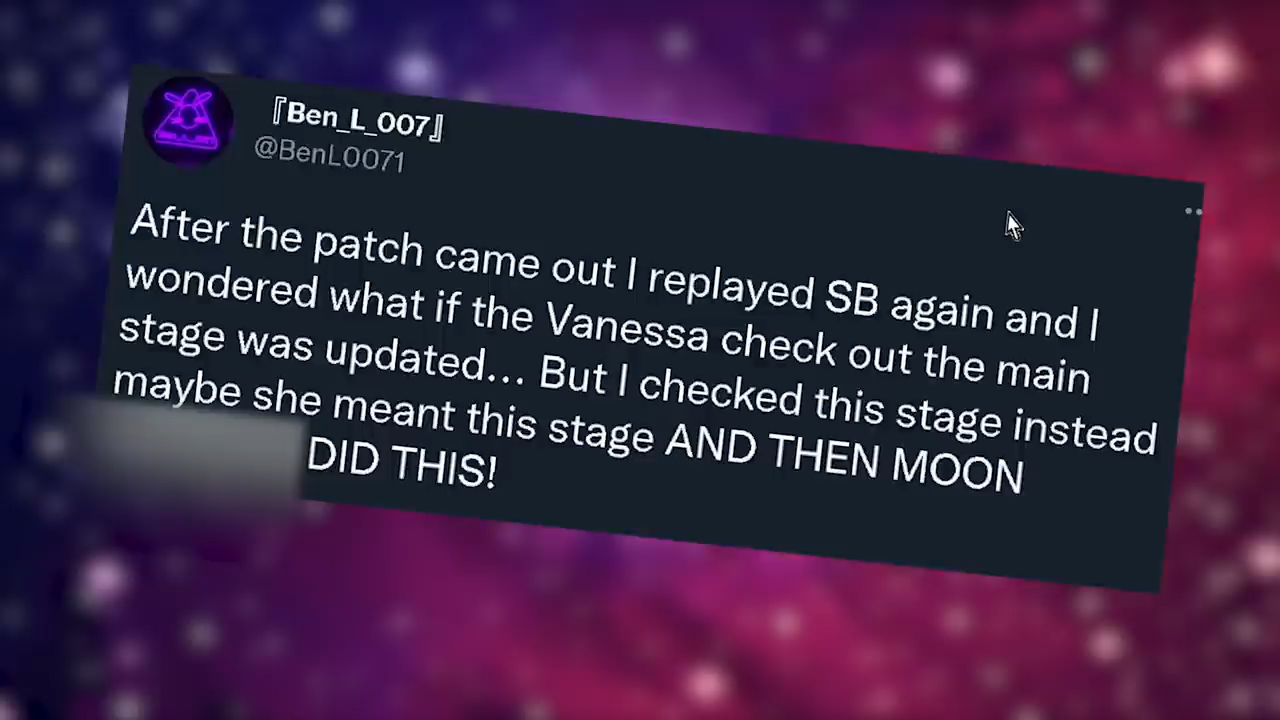 『Ben_L_007』
@BenL0071
After the patch came out I replayed SB again and I
wondered what if the Vanessa check out the main
stage was updated... But I checked this stage instead
maybe she meant this stage AND THEN MOON
DID THIS!